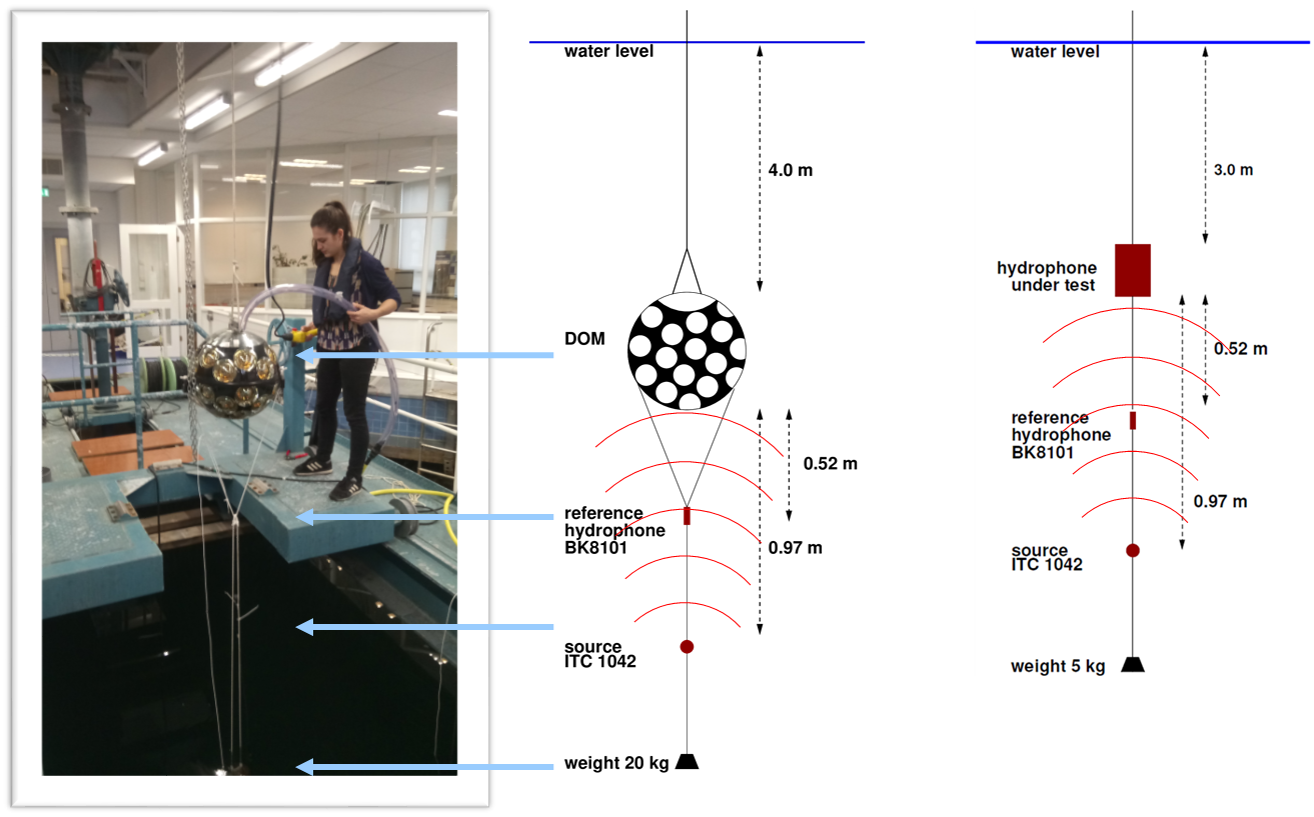 water level
4.0 m
DOM
0.52 m
reference
hydrophone
BK8101
0.97 m
source
ITC 1042
weight 20 kg
water level
3.0 m
hydrophone
under test
0.52 m
reference
hydrophone
BK8101
0.97 m
source
ITC 1042
weight 5 kg